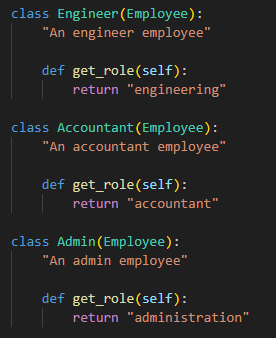 class Engineer(Employee):
    "An engineer employee"
    def get_role(self):
        return "engineering"
class Accountant(Employee):
    "An accountant employee"
    def get_role(self):
        return "accountant"
class Admin(Employee):
    "An admin employee"
    def get_role(self):
        return "administration"